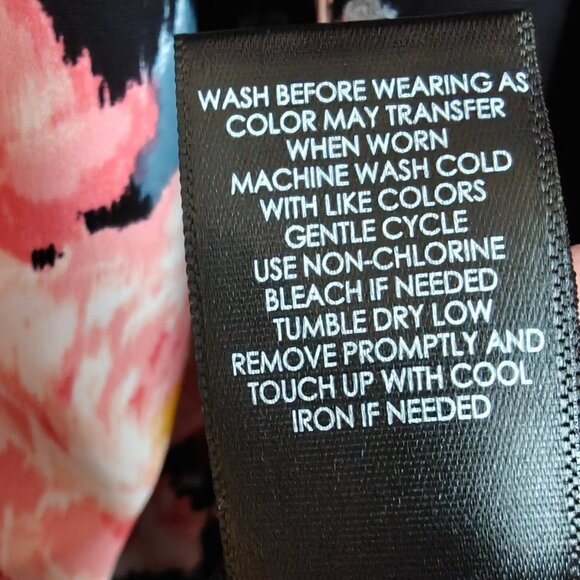 WASH BEFORE WEARING AS
COLOR MAY TRANSFER
WHEN WORN
MACHINE WASH COLD
WITH LIKE COLORS
GENTLE CYCLE
USE NON-CHLORINE
BLEACH IF NEEDED
TUMBLE DRY LOW
REMOVE PROMPTLY AND
TOUCH UP WITH COOL
IRON IF NEEDED